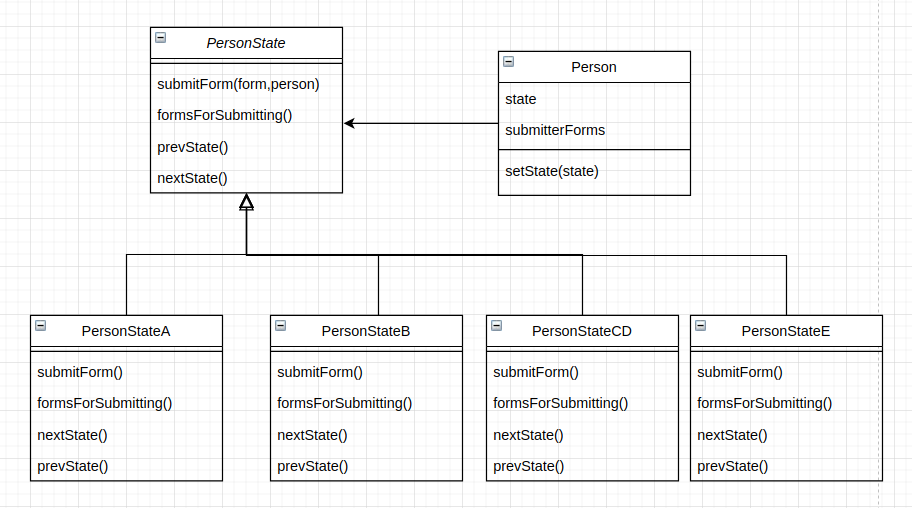 PersonState
submitForm(form,person)
formsForSubmitting()
prevState()
nextState()
Person
state
submitterForms
setState(state)
PersonStateA
submitForm()
formsForSubmitting()
nextState()
prevState()
PersonStateB
submitForm()
formsForSubmitting()
nextState()
prevState()
PersonStateCD
submitForm()
formsForSubmitting()
nextState()
prevState()
PersonStateE
submitForm()
formsForSubmitting()
nextState()
prevState()